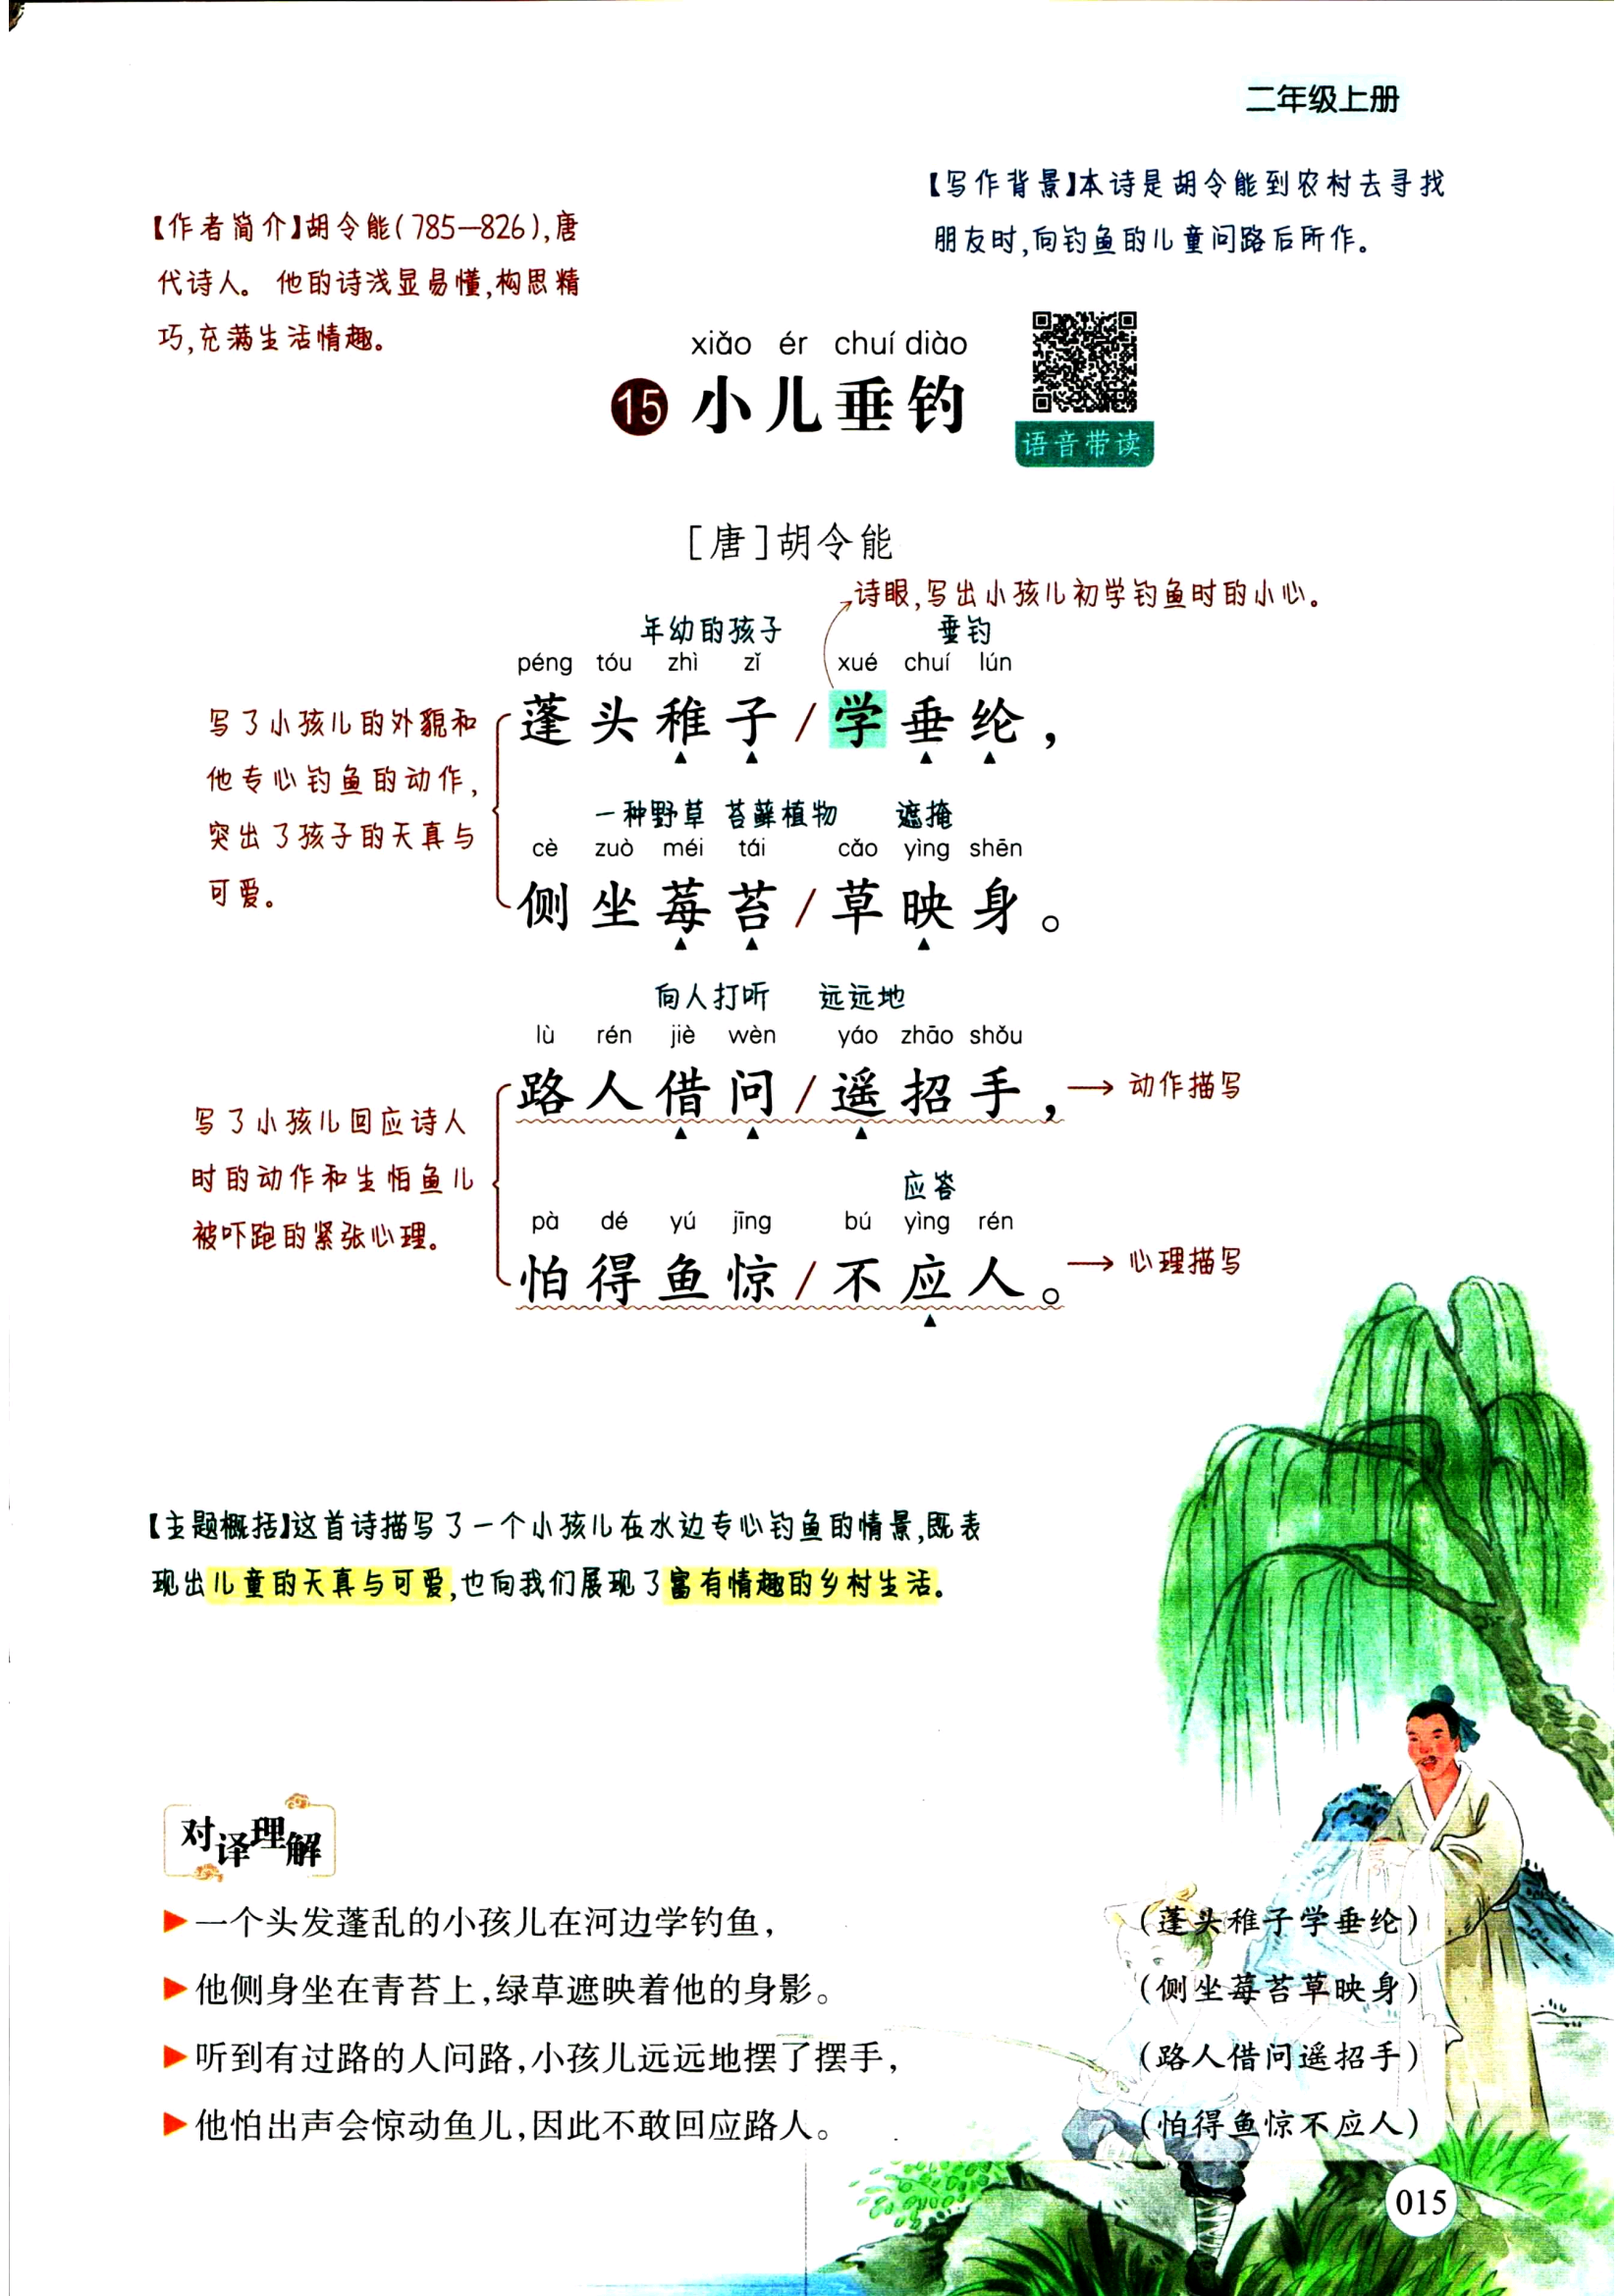 二年级上册
【写作背景】本诗是胡令能到农村去寻找
朋友时,向钓鱼的儿童问路后所作。
【作者简介】胡令能(785—826),唐
代诗人。他的诗浅显易懂,构思精
巧,充满生活情趣。
xiǎo ér chuí diào
15 小儿垂钓
语音带读
[唐]胡令能
诗眼,写出小孩儿初学钓鱼时的小心。
年幼的孩子 垂钓
péng tóu zhì zǐ xué chuí lún
蓬头稚子/学垂纶,
写了小孩儿的外貌和
他专心钓鱼的动作,
突出了孩子的天真与
可爱。
一种野草 苔藓植物 遮掩
cè zuò méi tái cǎo yìng shēn
侧坐莓苔/草映身。
向人打听 远远地
lù rén jiè wèn yáo zhāo shǒu
路人借问/遥招手,
动作描写
写了小孩儿回应诗人
时的动作和生怕鱼儿
被吓跑的紧张心理。
应答
pà dé yú jīng bú yìng rén
怕得鱼惊/不应人。
心理描写
【主题概括】这首诗描写了一个小孩儿在水边专心钓鱼的情景,既表
现出儿童的天真与可爱,也向我们展现了富有情趣的乡村生活。
对译理解
一个头发蓬乱的小孩儿在河边学钓鱼, (蓬头稚子学垂纶)
他侧身坐在青苔上,绿草遮映着他的身影。 (侧坐莓苔草映身)
听到有过路的人问路,小孩儿远远地摆了摆手, (路人借问遥招手)
他怕出声会惊动鱼儿,因此不敢回应路人。 (怕得鱼惊不应人)
015